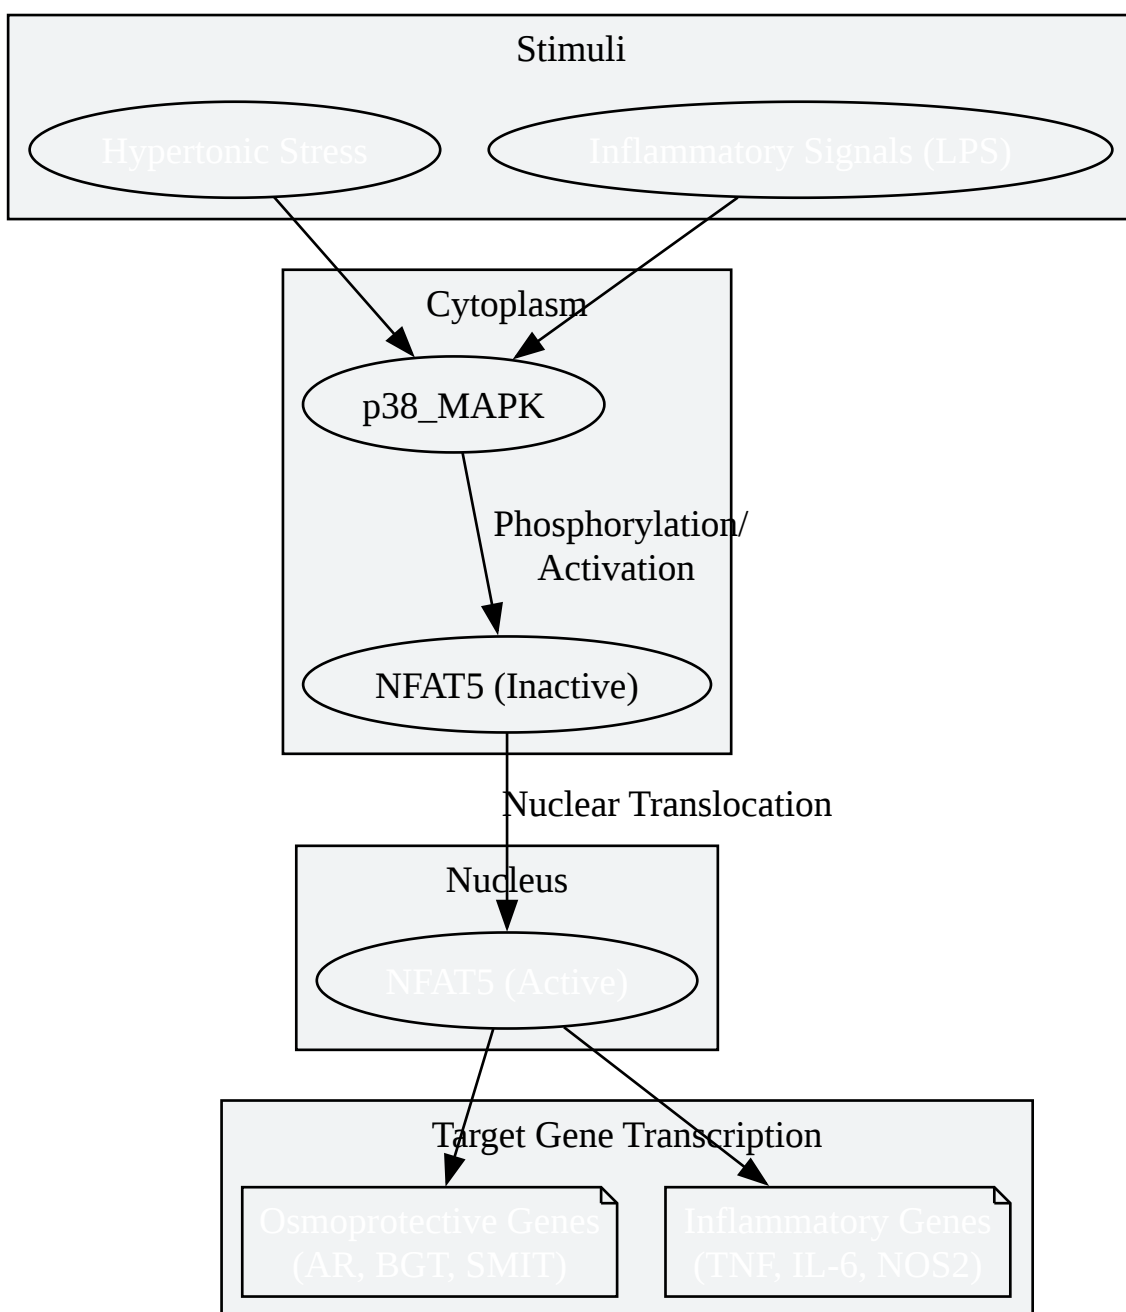 Stimuli
Hypertonic Stress
Inflammatory Signals (LPS)
Cytoplasm
p38_MAPK
Phosphorylation/
Activation
NFAT5 (Inactive)
Nuclear Translocation
Nucleus
NFAT5 (Active)
Target Gene Transcription
Osmoprotective Genes
(AR, BGT, SMIT)
Inflammatory Genes
(TNF, IL-6, NOS2)